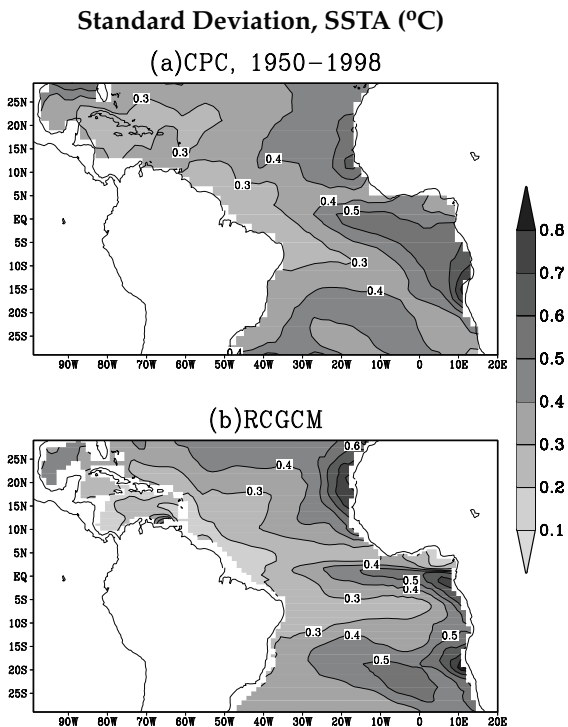 Standard Deviation, SSTA (ºC)
(a)CPC, 1950-1998
25N
20N
15N
10N
5N
EQ
5S
10S
15S
20S
25S
0.3
0.3
0.4
0.3
0.4
0.5
0.3
0.4
0.4
90W 80W 70W 60W 50W 40W 30W 20W 10W 0 10E 20E
0.8
0.7
0.6
0.5
0.4
0.3
0.2
0.1
(b)RCGCM
25N
20N
15N
10N
5N
EQ
5S
10S
15S
20S
25S
0.6
0.4
0.3
0.4
0.5
0.4
0.3
0.3
0.4
0.5
0.5
90W 80W 70W 60W 50W 40W 30W 20W 10W 0 10E 20E